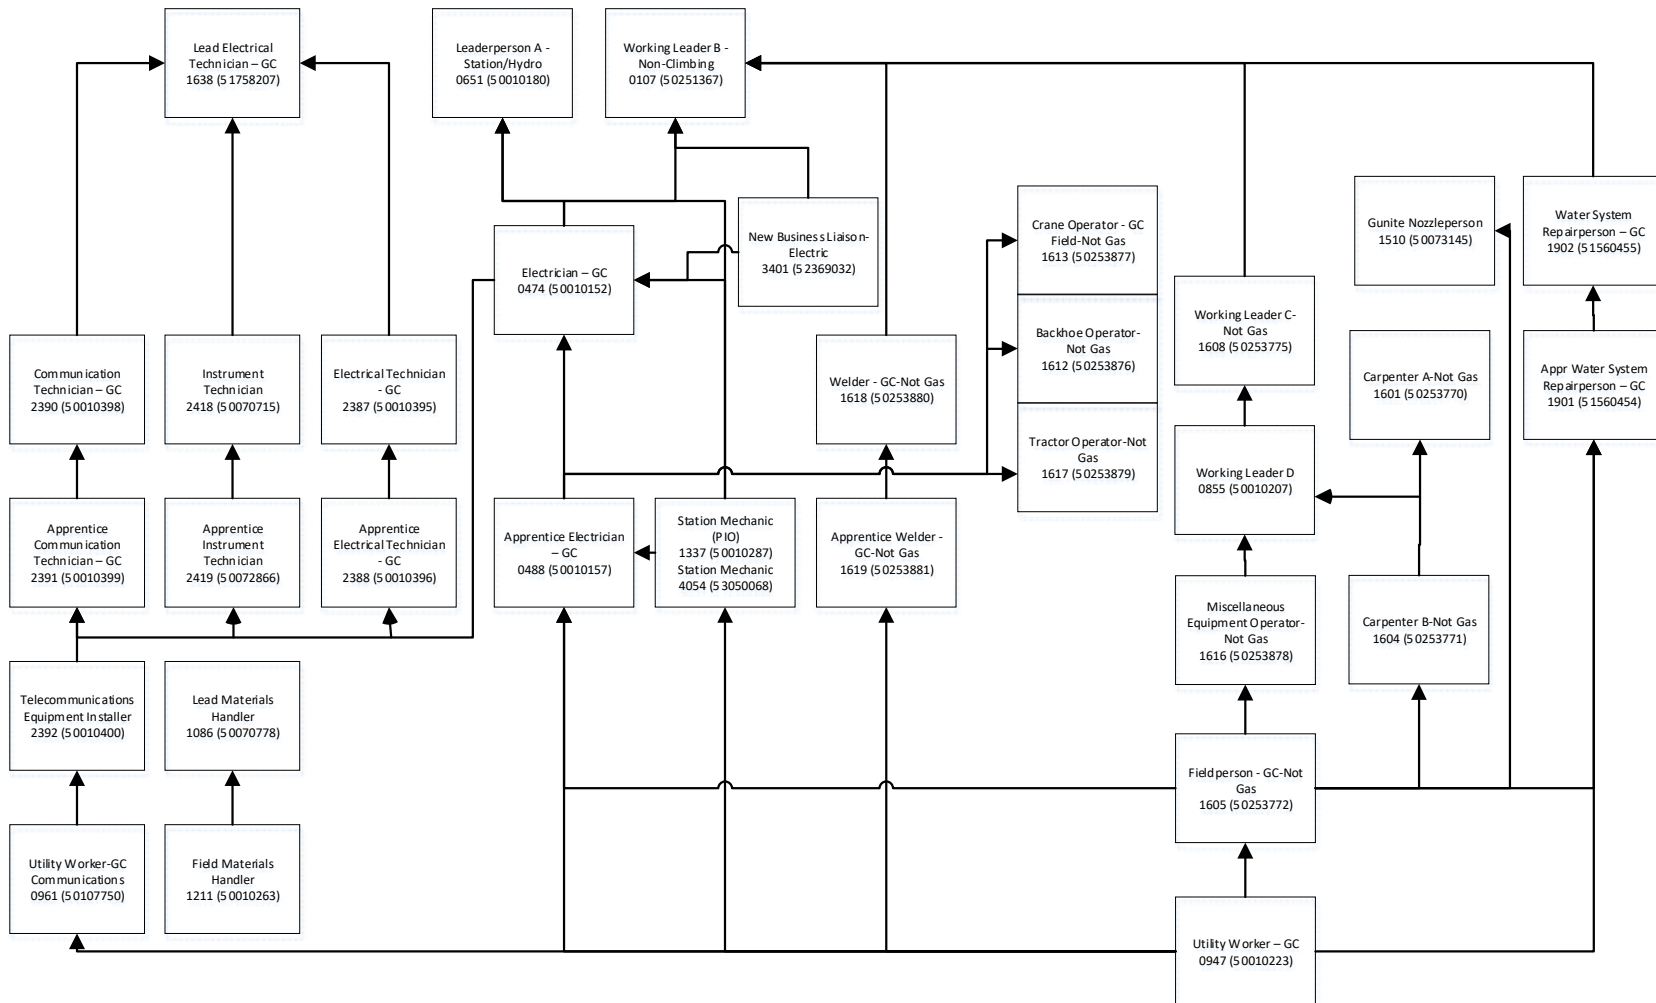 Lead Electrical
Technician – GC
1638 (51758207)
Leaderperson A -
Station/Hydro
0651 (50010180)
Working Leader B -
Non-Climbing
0107 (50251367)
New Business Liaison-
Electric
3401 (52369032)
Electrician – GC
0474 (50010152)
Crane Operator - GC
Field-Not Gas
1613 (50253877)
Backhoe Operator-
Not Gas
1612 (50253876)
Tractor Operator-Not
Gas
1617 (50253879)
Gunite Nozzleperson
1510 (50073145)
Water System
Repairperson – GC
1902 (51560455)
Working Leader C-
Not Gas
1608 (50253775)
Communication
Technician – GC
2390 (50010398)
Instrument
Technician
2418 (50070715)
Electrical Technician
- GC
2387 (50010395)
Welder - GC-Not Gas
1618 (50253880)
Carpenter A-Not Gas
1601 (50253770)
Appr Water System
Repairperson – GC
1901 (51560454)
Working Leader D
0855 (50010207)
Apprentice
Communication
Technician – GC
2391 (50010399)
Apprentice
Instrument
Technician
2419 (50072866)
Apprentice
Electrical Technician
- GC
2388 (50010396)
Apprentice Electrician
– GC
0488 (50010157)
Station Mechanic
(PIO)
1337 (50010287)
Station Mechanic
4054 (53050068)
Apprentice Welder -
GC-Not Gas
1619 (50253881)
Miscellaneous
Equipment Operator-
Not Gas
1616 (50253878)
Carpenter B-Not Gas
1604 (50253771)
Telecommunications
Equipment Installer
2392 (50010400)
Lead Materials
Handler
1086 (50070778)
Fieldperson - GC-Not
Gas
1605 (50253772)
Utility Worker-GC
Communications
0961 (50107750)
Field Materials
Handler
1211 (50010263)
Utility Worker – GC
0947 (50010223)